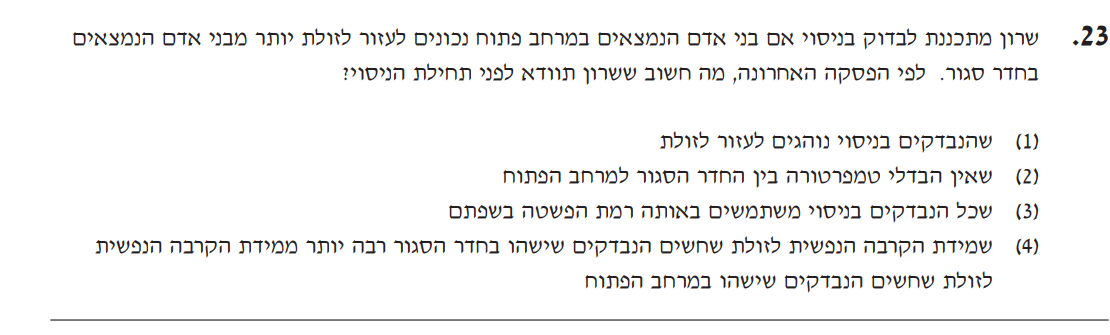 23. שרון מתכננת לבדוק בניסוי אם בני אדם הנמצאים במרחב פתוח נכונים לעזור לזולת יותר מבני אדם הנמצאים
בחדר סגור. לפי הפסקה האחרונה, מה חשוב ששרון תוודא לפני תחילת הניסוי?
(1) שהנבדקים בניסוי נוהגים לעזור לזולת
(2) שאין הבדלי טמפרטורה בין החדר הסגור למרחב הפתוח
(3) שכל הנבדקים בניסוי משתמשים באותה רמת הפשטה בשפתם
(4) שמידת הקרבה הנפשית לזולת שחשים הנבדקים שישהו בחדר הסגור רבה יותר ממידת הקרבה הנפשית
לזולת שחשים הנבדקים שישהו במרחב הפתוח